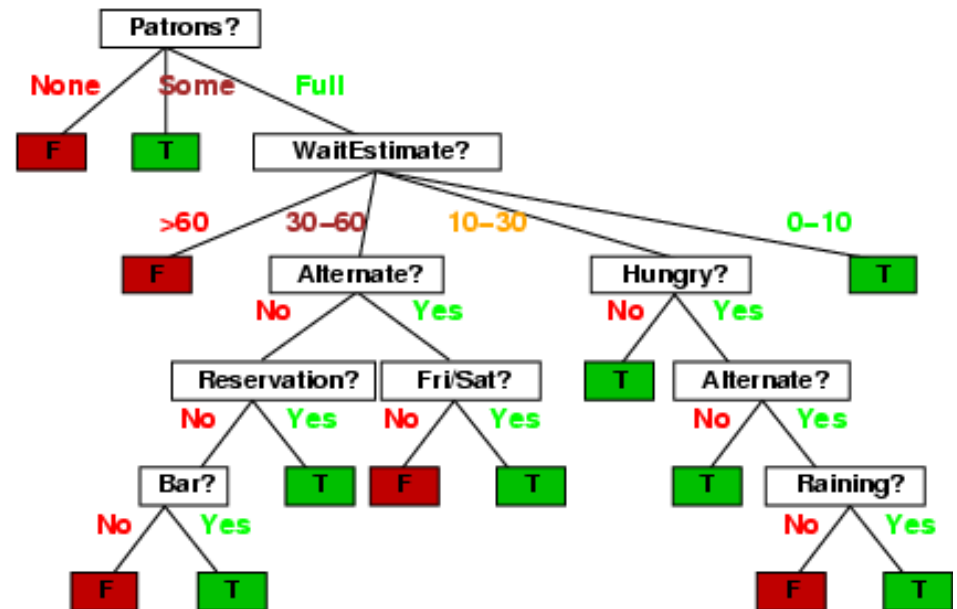 Patrons?
None Some Full
F T WaitEstimate?
>60 30–60 10–30 0–10
F Alternate? Hungry? T
No Yes No Yes
Reservation? Fri/Sat? T Alternate?
No Yes No Yes No Yes
Bar? T F T T Raining?
No Yes No Yes
F T F T